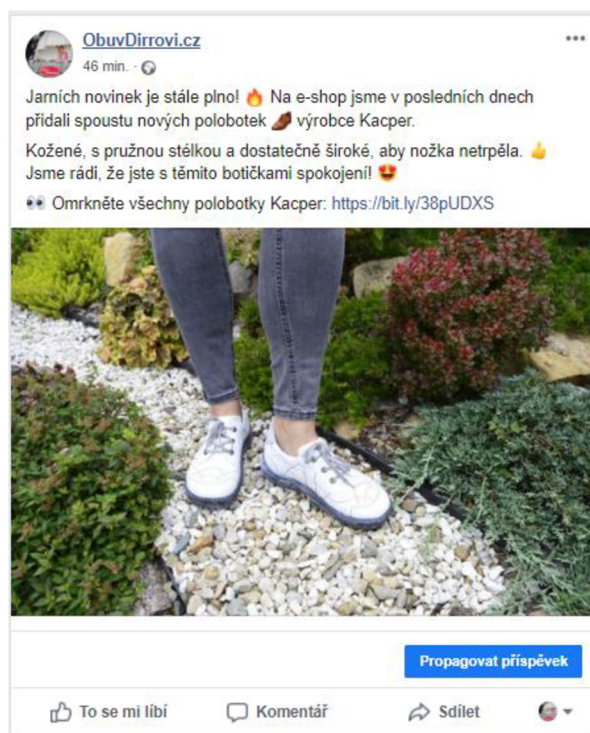 ObuvDirrovi.cz
46 min. ·
Jarních novinek je stále plno! 🔥 Na e-shop jsme v posledních dnech
přidali spoustu nových polobotek 👞 výrobce Kacper.
Kožené, s pružnou stélkou a dostatečně široké, aby nožka netrpěla. 👍
Jsme rádi, že jste s těmito botičkami spokojení! 😍
👀 Omrkněte všechny polobotky Kacper: https://bit.ly/38pUDXS
Propagovat příspěvek
To se mi líbí Komentář Sdílet